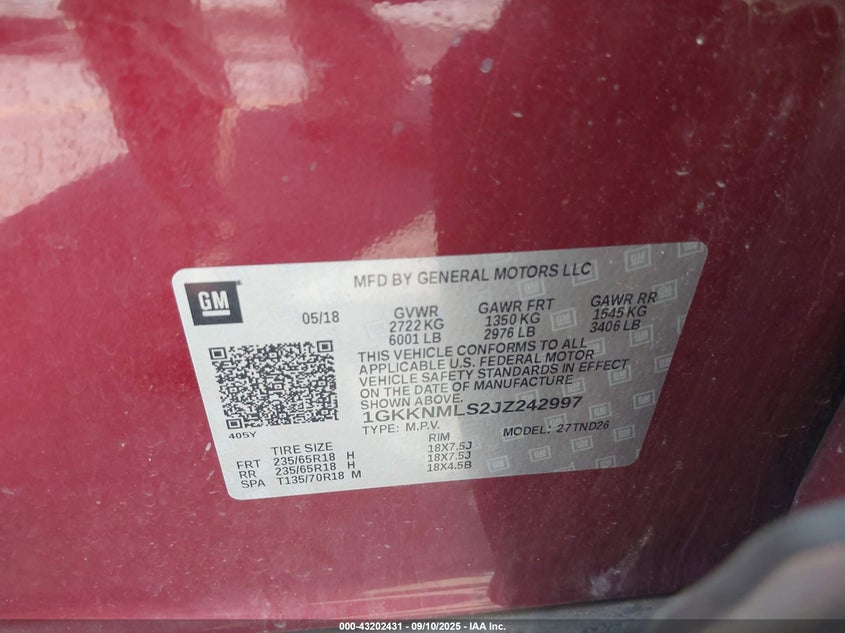 GM
MFD BY GENERAL MOTORS LLC
05/18 GVWR GAWR FRT GAWR RR
2722 KG 1350 KG 1545 KG
6001 LB 2976 LB 3406 LB
THIS VEHICLE CONFORMS TO ALL
APPLICABLE U.S. FEDERAL MOTOR
VEHICLE SAFETY STANDARDS IN EFFECT
ON THE DATE OF MANUFACTURE
SHOWN ABOVE.
1GKKNMLS2JZ242997
405Y
TYPE: M.P.V. MODEL: 27TND26
TIRE SIZE RIM
FRT 235/65R18 H 18X7.5J
RR 235/65R18 H 18X7.5J
SPA T135/70R18 M 18X4.5B
000-43202431 - 09/10/2025 - IAA Inc.